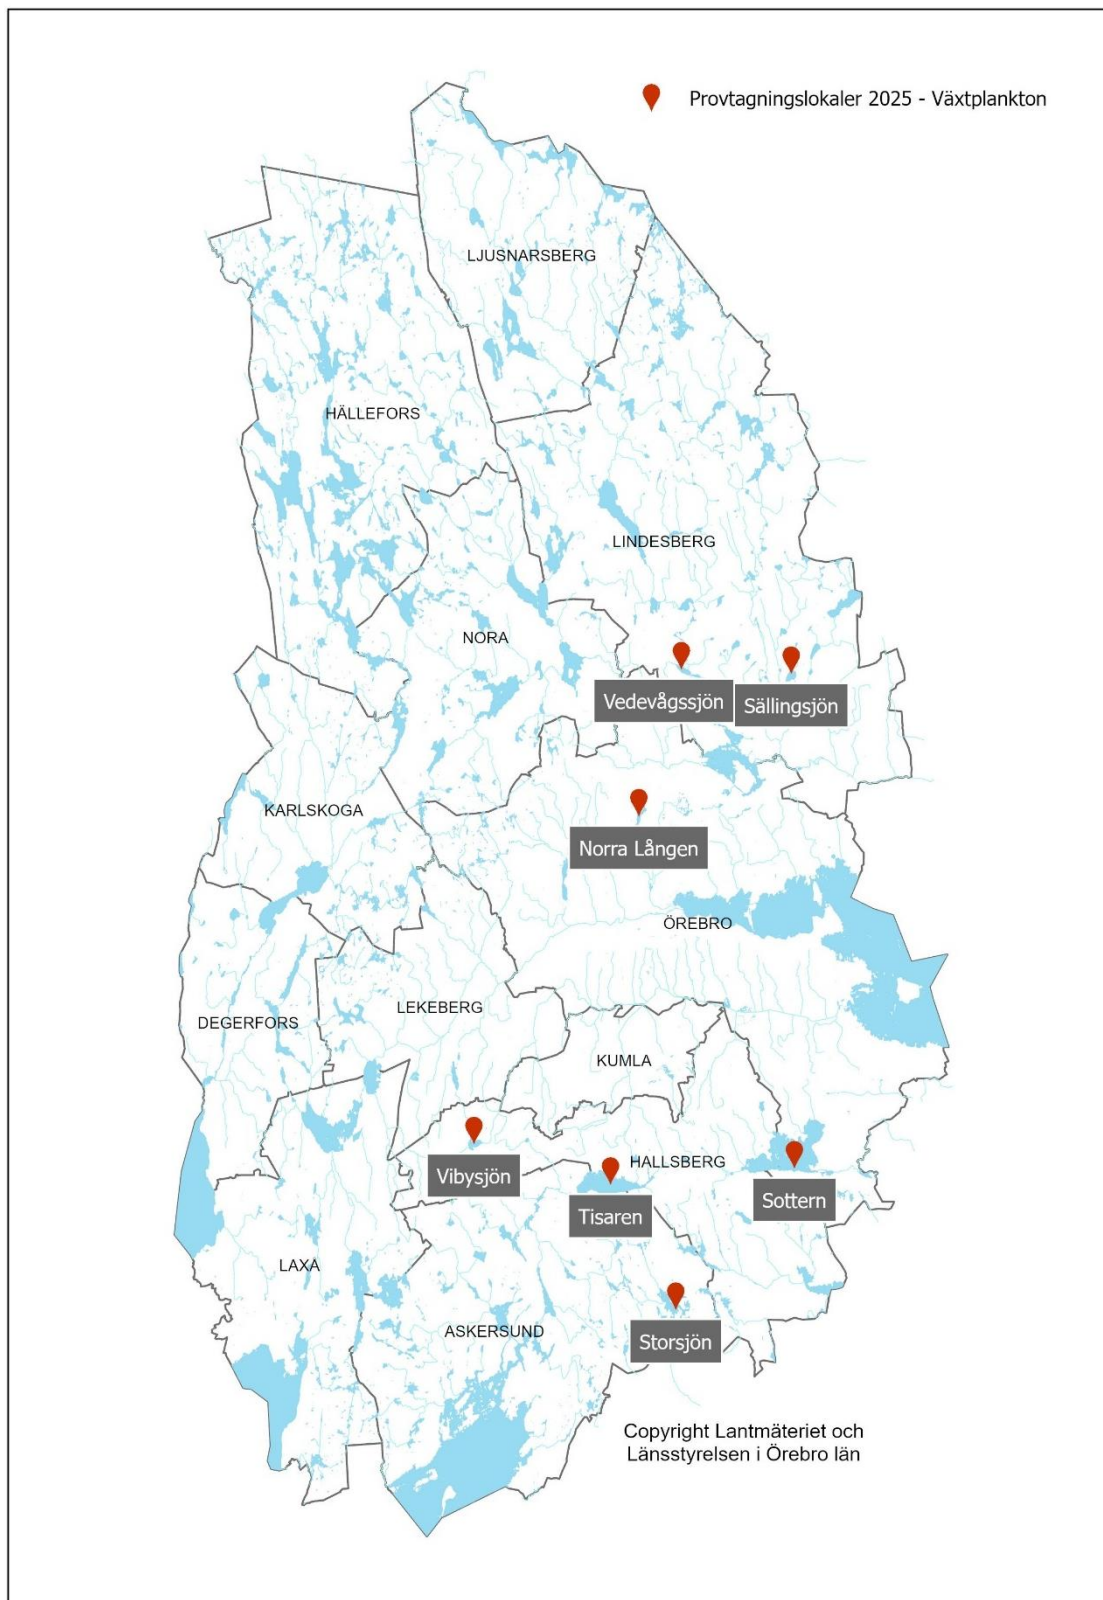 Provtagningslokaler 2025 - Växtplankton
LJUSNARSBERG
HÄLLEFORS
LINDESBERG
NORA
Vedevågssjön
Sällingsjön
KARLSKOGA
Norra Lången
ÖREBRO
LEKEBERG
DEGERFORS
KUMLA
HALLSBERG
Vibysjön
Sottern
Tisaren
LAXÅ
ASKERSUND
Storsjön
Copyright Lantmäteriet och
Länsstyrelsen i Örebro län